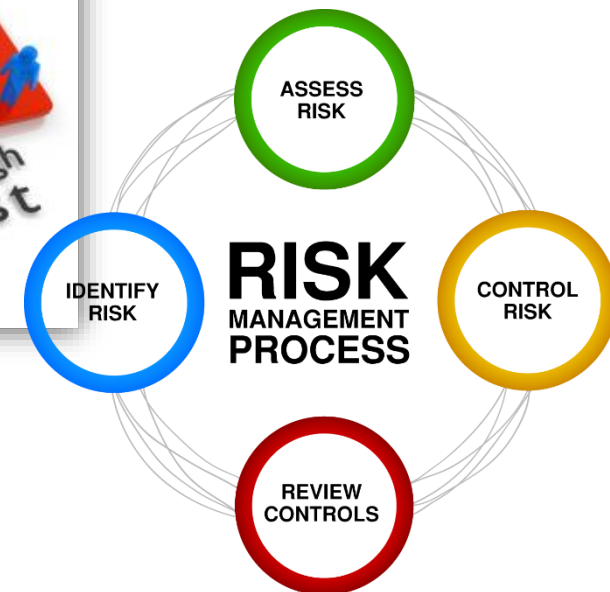 ASSESS
RISK
IDENTIFY
RISK
RISK
MANAGEMENT
PROCESS
CONTROL
RISK
REVIEW
CONTROLS